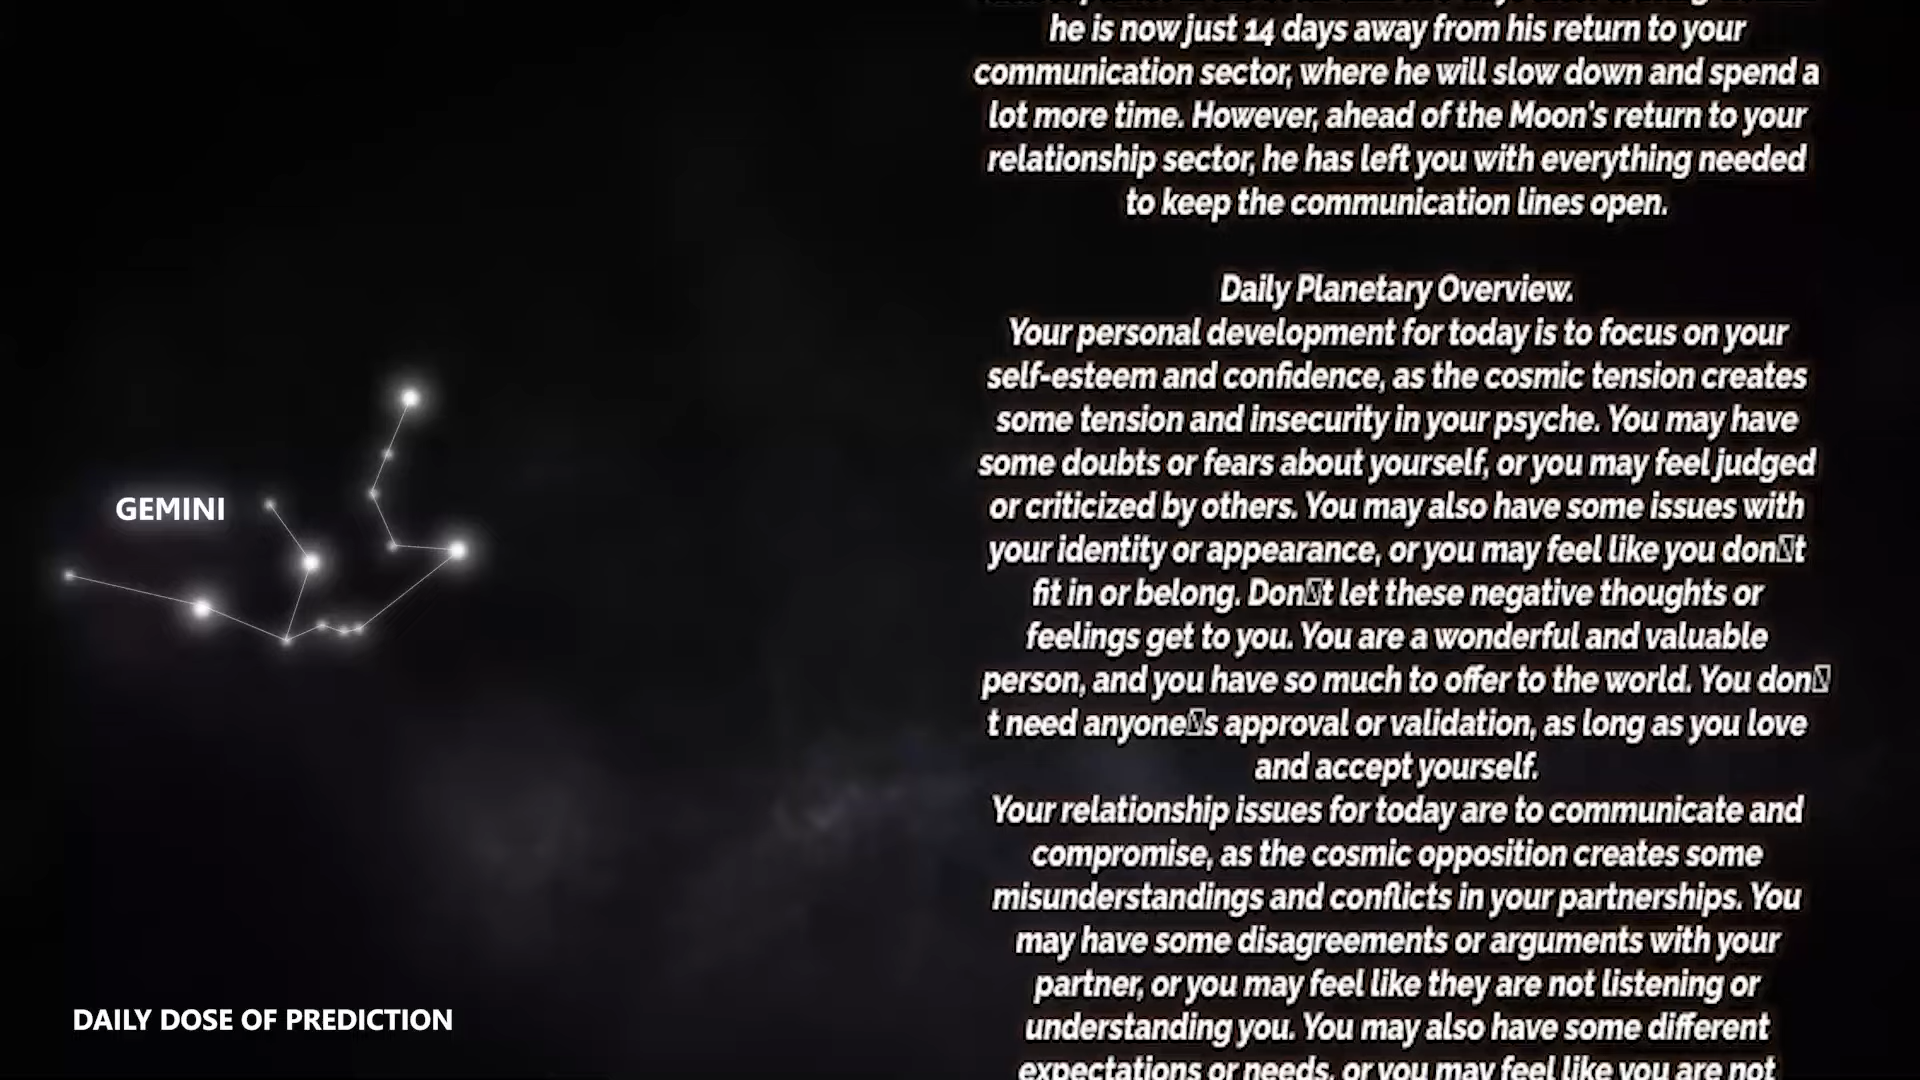 he is now just 14 days away from his return to your
communication sector, where he will slow down and spend a
lot more time. However, ahead of the Moon's return to your
relationship sector, he has left you with everything needed
to keep the communication lines open.
Daily Planetary Overview.
Your personal development for today is to focus on your
self-esteem and confidence, as the cosmic tension creates
some tension and insecurity in your psyche. You may have
some doubts or fears about yourself, or you may feel judged
or criticized by others. You may also have some issues with
your identity or appearance, or you may feel like you don▯t
fit in or belong. Don▯t let these negative thoughts or
feelings get to you. You are a wonderful and valuable
person, and you have so much to offer to the world. You don▯
t need anyone▯s approval or validation, as long as you love
and accept yourself.
Your relationship issues for today are to communicate and
compromise, as the cosmic opposition creates some
misunderstandings and conflicts in your partnerships. You
may have some disagreements or arguments with your
partner, or you may feel like they are not listening or
understanding you. You may also have some different
expectations or needs, or you may feel like you are not
GEMINI
DAILY DOSE OF PREDICTION